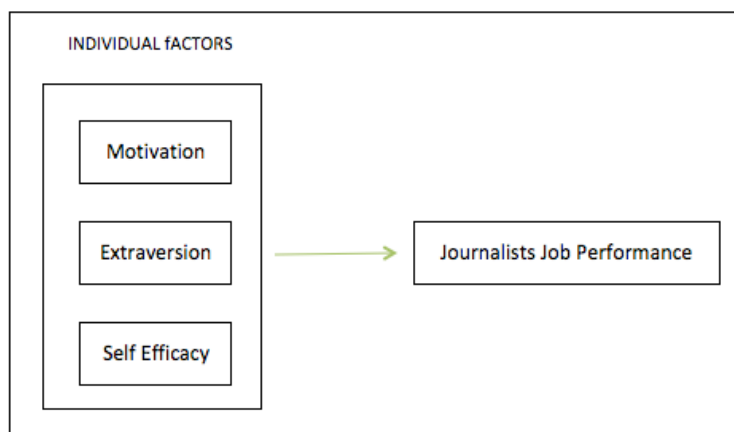 INDIVIDUAL fACTORS
Motivation
Extraversion
Journalists Job Performance
Self Efficacy